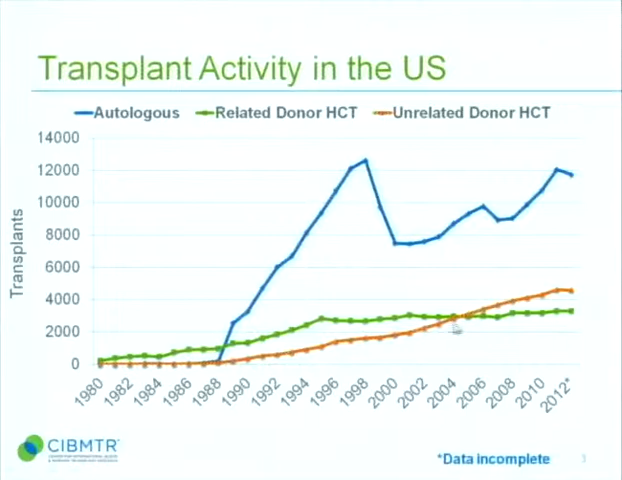 Transplant Activity in the US
Autologous Related Donor HCT Unrelated Donor HCT
14000
12000
10000
8000
6000
4000
2000
0
Transplants
1980 1982 1984 1986 1988 1990 1992 1994 1996 1998 2000 2002 2004 2006 2008 2010 2012*
CIBMTR
*Data incomplete 3